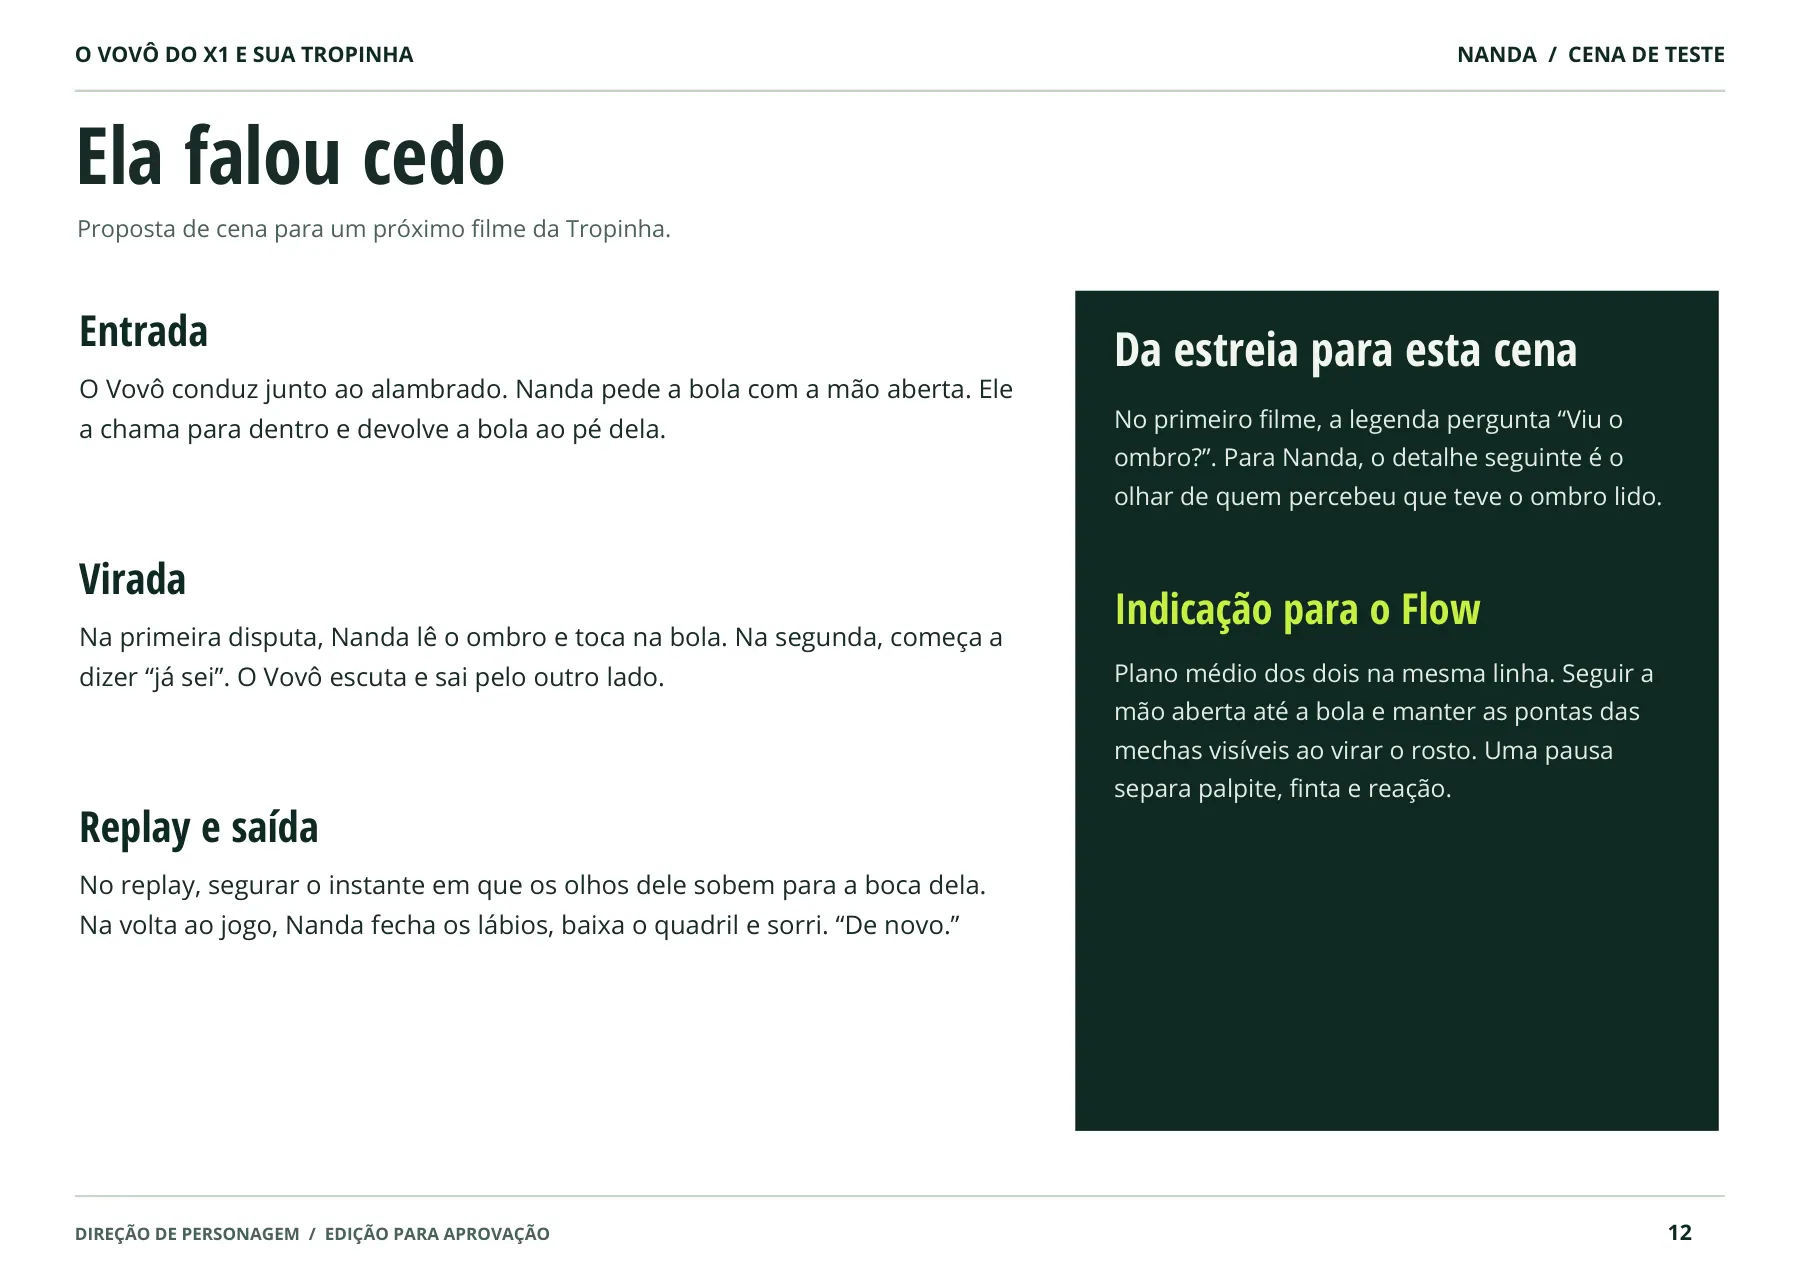 O VOVÔ DO X1 E SUA TROPINHA
NANDA / CENA DE TESTE
Ela falou cedo
Proposta de cena para um próximo filme da Tropinha.
Entrada
O Vovô conduz junto ao alambrado. Nanda pede a bola com a mão aberta. Ele
a chama para dentro e devolve a bola ao pé dela.
Virada
Na primeira disputa, Nanda lê o ombro e toca na bola. Na segunda, começa a
dizer “já sei”. O Vovô escuta e sai pelo outro lado.
Replay e saída
No replay, segurar o instante em que os olhos dele sobem para a boca dela.
Na volta ao jogo, Nanda fecha os lábios, baixa o quadril e sorri. “De novo.”
Da estreia para esta cena
No primeiro filme, a legenda pergunta “Viu o
ombro?”. Para Nanda, o detalhe seguinte é o
olhar de quem percebeu que teve o ombro lido.
Indicação para o Flow
Plano médio dos dois na mesma linha. Seguir a
mão aberta até a bola e manter as pontas das
mechas visíveis ao virar o rosto. Uma pausa
separa palpite, finta e reação.
DIREÇÃO DE PERSONAGEM / EDIÇÃO PARA APROVAÇÃO
12